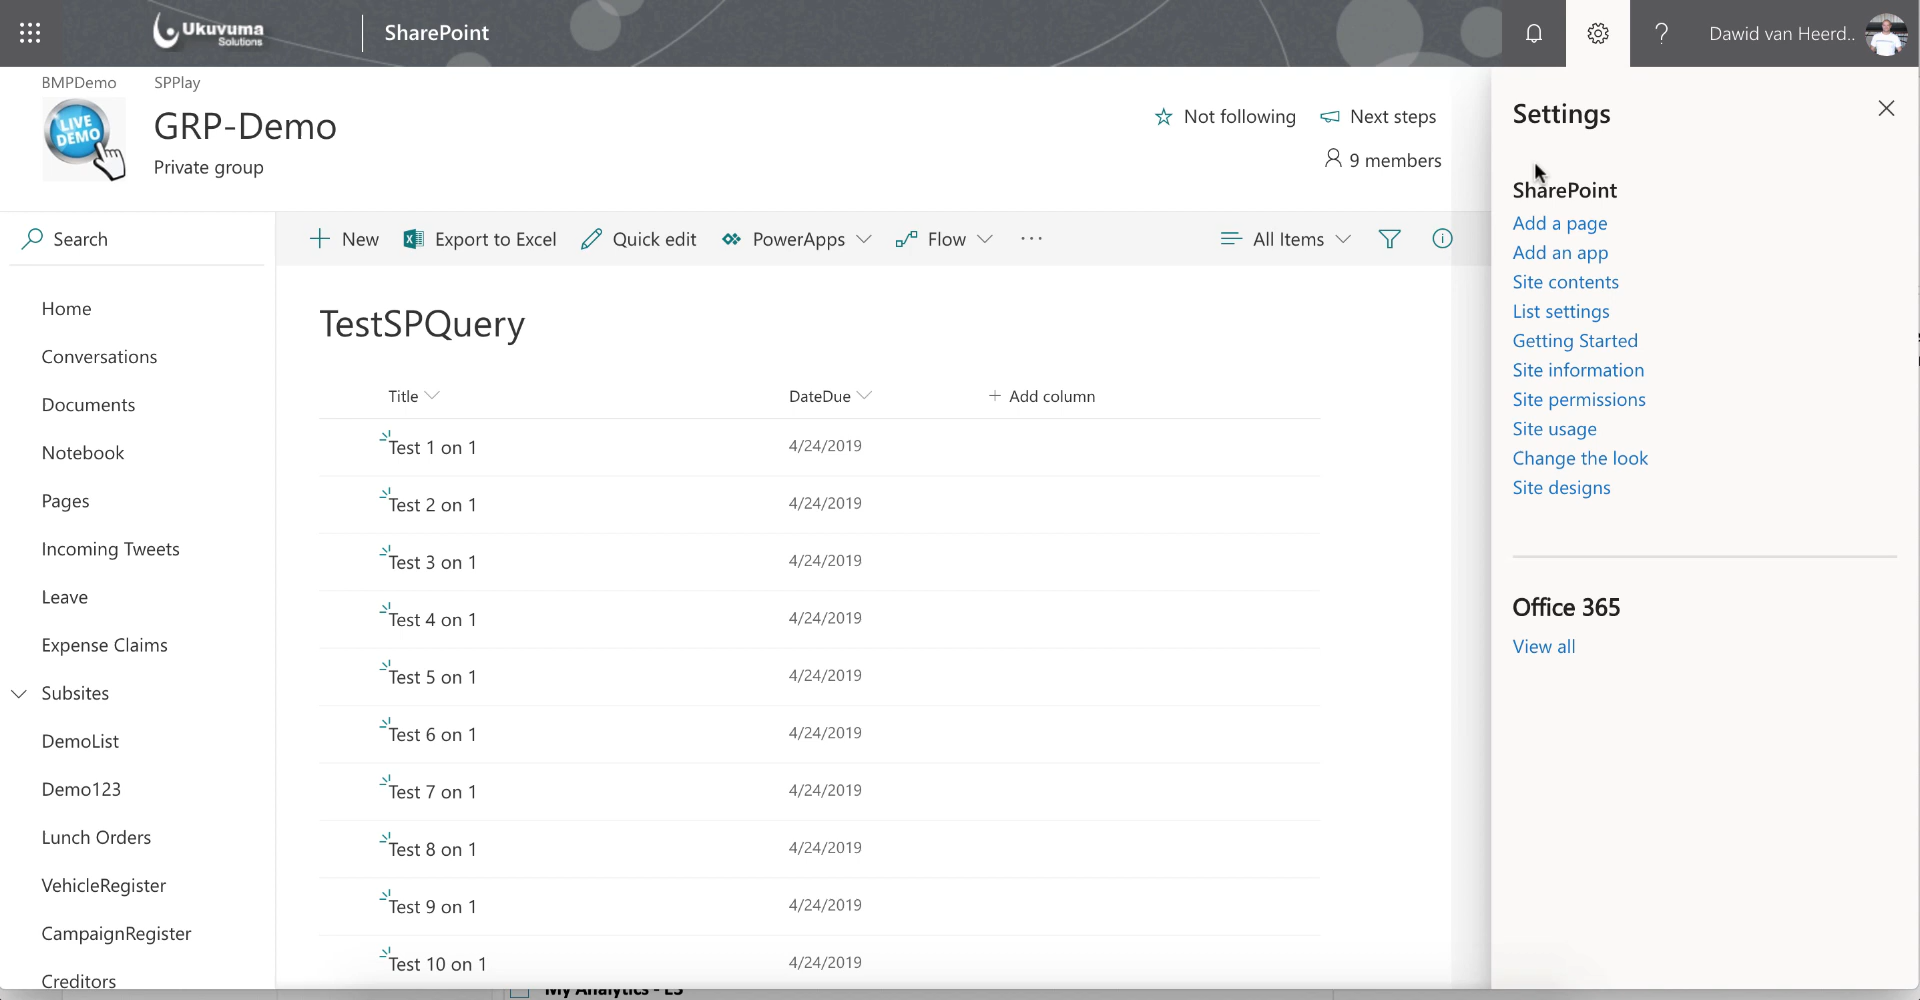 Ukuvuma
Solutions
SharePoint
Dawid van Heerd..
BMPDemo
SPPlay
LIVE
DEMO
GRP-Demo
Private group
Not following
Next steps
9 members
Search
New
Export to Excel
Quick edit
PowerApps
Flow
All Items
Home
Conversations
Documents
Notebook
Pages
Incoming Tweets
Leave
Expense Claims
Subsites
DemoList
Demo123
Lunch Orders
VehicleRegister
CampaignRegister
Creditors
TestSPQuery
Title
DateDue
Add column
Test 1 on 1
4/24/2019
Test 2 on 1
4/24/2019
Test 3 on 1
4/24/2019
Test 4 on 1
4/24/2019
Test 5 on 1
4/24/2019
Test 6 on 1
4/24/2019
Test 7 on 1
4/24/2019
Test 8 on 1
4/24/2019
Test 9 on 1
4/24/2019
Test 10 on 1
4/24/2019
My Analytics - E5
Settings
SharePoint
Add a page
Add an app
Site contents
List settings
Getting Started
Site information
Site permissions
Site usage
Change the look
Site designs
Office 365
View all